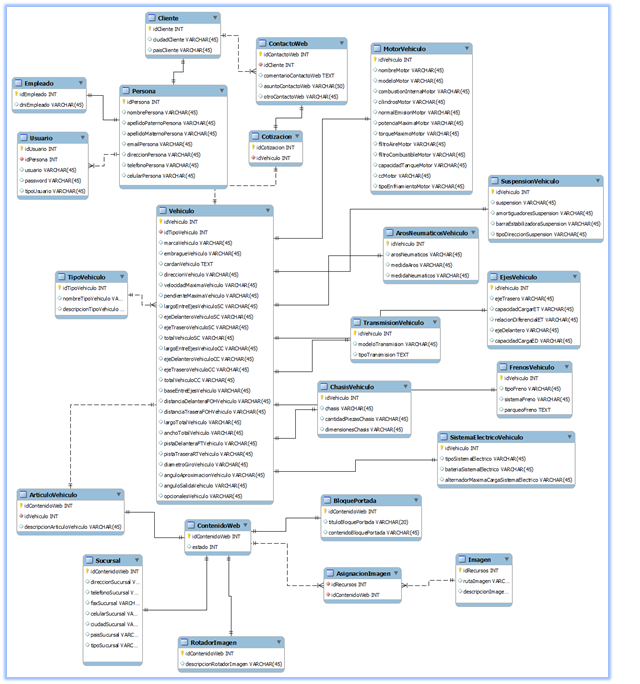 Cliente
idCliente INT
ciudadCliente VARCHAR(45)
paisCliente VARCHAR(45)
ContactoWeb
idContactoWeb INT
idCliente INT
comentarioContactoWeb TEXT
asuntoContactoWeb VARCHAR(50)
otroContactoWeb VARCHAR(45)
MotorVehiculo
idVehiculo INT
nombreMotor VARCHAR(45)
modeloMotor VARCHAR(45)
combustionInternaMotor VARCHAR(45)
cilindrosMotor VARCHAR(45)
normaEmisionMotor VARCHAR(45)
potenciaMaximaMotor VARCHAR(45)
torqueMaximoMotor VARCHAR(45)
filtroAireMotor VARCHAR(45)
filtroCombustibleMotor VARCHAR(45)
capacidadTanqueMotor VARCHAR(45)
ccMotor VARCHAR(45)
tipoEnfriamientoMotor VARCHAR(45)
Empleado
idEmpleado INT
dniEmpleado VARCHAR(45)
Persona
idPersona INT
nombrePersona VARCHAR(45)
apellidoPaternoPersona VARCHAR(45)
apellidoMaternoPersona VARCHAR(45)
emailPersona VARCHAR(45)
direccionPersona VARCHAR(45)
telefonoPersona VARCHAR(45)
celularPersona VARCHAR(45)
Usuario
idUsuario INT
idPersona INT
usuario VARCHAR(45)
password VARCHAR(45)
tipoUsuario VARCHAR(45)
Cotizacion
idCotizacion INT
idVehiculo INT
SuspensionVehiculo
idVehiculo INT
suspension VARCHAR(45)
amortiguadoresSuspension VARCHAR(45)
barraEstabilizadoraSuspension VARCHAR(45)
tipoDireccionSuspension VARCHAR(45)
Vehiculo
idVehiculo INT
idTipoVehiculo INT
marcaVehiculo VARCHAR(45)
embragueVehiculo VARCHAR(45)
cardanVehiculo TEXT
direccionVehiculo VARCHAR(45)
velocidadMaximaVehiculo VARCHAR(45)
pendienteMaximaVehiculo VARCHAR(45)
largoEntreEjesVehiculoSC VARCHAR(45)
ejeDelanteroVehiculoSC VARCHAR(45)
ejeTraseroVehiculoSC VARCHAR(45)
totalVehiculoSC VARCHAR(45)
largoEntreEjesVehiculoCC VARCHAR(45)
ejeDelanteroVehiculoCC VARCHAR(45)
ejeTraseroVehiculoCC VARCHAR(45)
totalVehiculoCC VARCHAR(45)
baseEntreEjesVehiculo VARCHAR(45)
distanciaDelanteraFOHVehiculo VARCHAR(45)
distanciaTraseraFOHVehiculo VARCHAR(45)
largoTotalVehiculo VARCHAR(45)
anchoTotalVehiculo VARCHAR(45)
pistaDelanteraFTVehiculo VARCHAR(45)
pistaTraseraRTVehiculo VARCHAR(45)
diametroGiroVehiculo VARCHAR(45)
anguloAproximacionVehiculo VARCHAR(45)
anguloSalidaVehiculo VARCHAR(45)
opcionalesVehiculo VARCHAR(45)
ArosNeumaticosVehiculo
idVehiculo INT
arosNeumaticos VARCHAR(45)
medidaAros VARCHAR(45)
medidaNeumaticos VARCHAR(45)
TipoVehiculo
idTipoVehiculo INT
nombreTipoVehiculo VA...
descripcionTipoVehiculo ...
EjesVehiculo
idVehiculo INT
ejeTrasero VARCHAR(45)
capacidadCargaET VARCHAR(45)
relacionDiferencialET VARCHAR(45)
ejeDelantero VARCHAR(45)
capacidadCargaED VARCHAR(45)
TransmisionVehiculo
idVehiculo INT
modeloTransmision VARCHAR(45)
tipoTransmision TEXT
FrenosVehiculo
idVehiculo INT
tipoFreno VARCHAR(45)
sistemaFreno VARCHAR(45)
parqueoFreno TEXT
ChasisVehiculo
idVehiculo INT
chasis VARCHAR(45)
cantidadPiezasChasis VARCHAR(45)
dimensionesChasis VARCHAR(45)
SistemaElectricoVehiculo
idVehiculo INT
tipoSistemaElectrico VARCHAR(45)
bateriaSistemaElectrico VARCHAR(45)
alternadorMaximaCargaSistemaElectrico VARCHAR(45)
ArticuloVehiculo
idContenidoWeb INT
idVehiculo INT
descripcionArticuloVehiculo VARCHAR(45)
BloquePortada
idContenidoWeb INT
tituloBloquePortada VARCHAR(20)
contenidoBloquePortada VARCHAR(45)
ContenidoWeb
idContenidoWeb INT
estado INT
Sucursal
idContenidoWeb INT
direccionSucursal V...
telefonoSucursal V...
faxSucursal VARCH...
celularSucursal VA...
ciudadSucursal VA...
paisSucursal VARC...
tipoSucursal VARC...
AsignacionImagen
idRecursos INT
idContenidoWeb INT
Imagen
idRecursos INT
rutaImagen VARC...
descripcionImage...
RotadorImagen
idContenidoWeb INT
descripcionRotadorImagen VARCHAR(45)